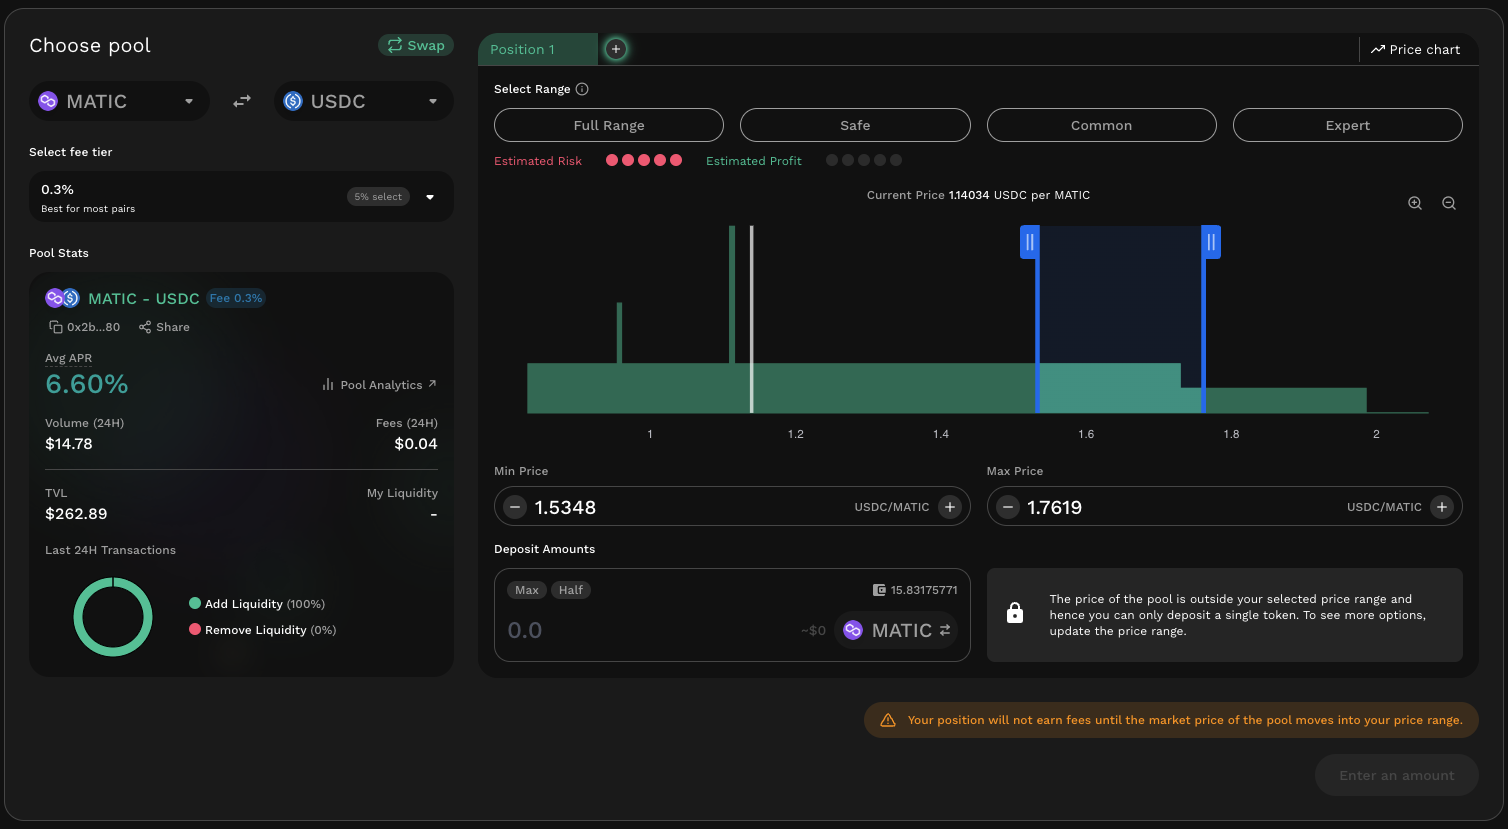 Choose pool
Swap
MATIC
USDC
Select fee tier
0.3%
Best for most pairs
5% select
Pool Stats
MATIC - USDC
Fee 0.3%
0x2b...80
Share
Avg APR
6.60%
Pool Analytics
Volume (24H)
Fees (24H)
$14.78
$0.04
TVL
My Liquidity
$262.89
-
Last 24H Transactions
Add Liquidity (100%)
Remove Liquidity (0%)
Position 1
Price chart
Select Range
Full Range
Safe
Common
Expert
Estimated Risk
Estimated Profit
Current Price 1.14034 USDC per MATIC
1
1.2
1.4
1.6
1.8
2
Min Price
Max Price
1.5348
USDC/MATIC
1.7619
USDC/MATIC
Deposit Amounts
Max
Half
15.83175771
0.0
~$0
MATIC
The price of the pool is outside your selected price range and
hence you can only deposit a single token. To see more options,
update the price range.
Your position will not earn fees until the market price of the pool moves into your price range.
Enter an amount